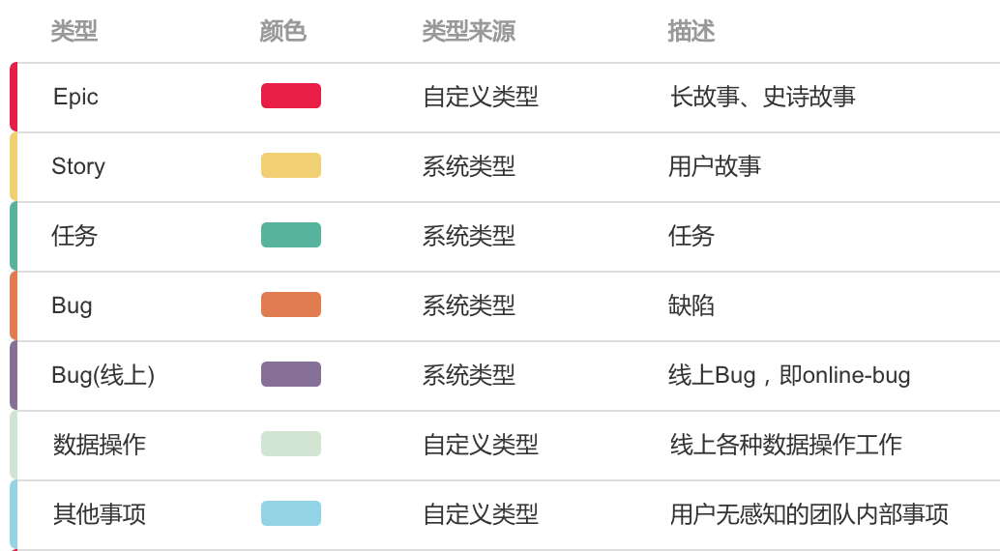 类型 颜色 类型来源 描述
Epic 自定义类型 长故事、史诗故事
Story 系统类型 用户故事
任务 系统类型 任务
Bug 系统类型 缺陷
Bug(线上) 系统类型 线上Bug，即online-bug
数据操作 自定义类型 线上各种数据操作工作
其他事项 自定义类型 用户无感知的团队内部事项